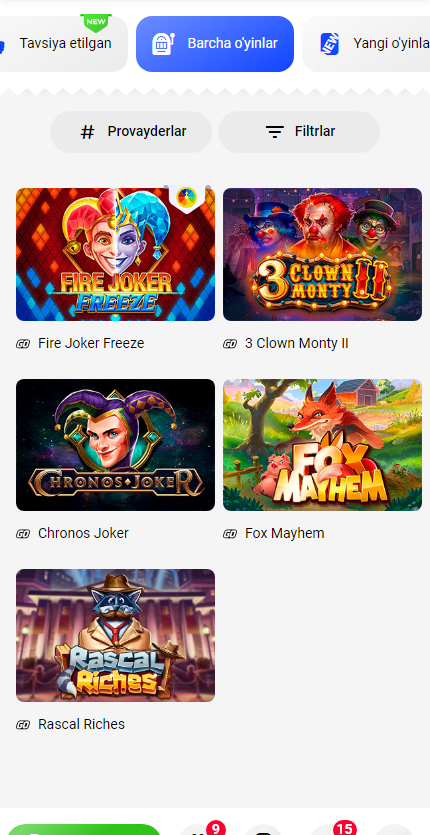 NEW
Tavsiya etilgan
Barcha o'yinlar
NEW
Yangi o'yinla
# Provayderlar
Filtrlar
FIRE JOKER
FREEZE
3 CLOWN
MONTY II
Fire Joker Freeze
3 Clown Monty II
CHRONOS JOKER
FOX
MAYHEM
Chronos Joker
Fox Mayhem
Rascal
Riches
Rascal Riches
9
15